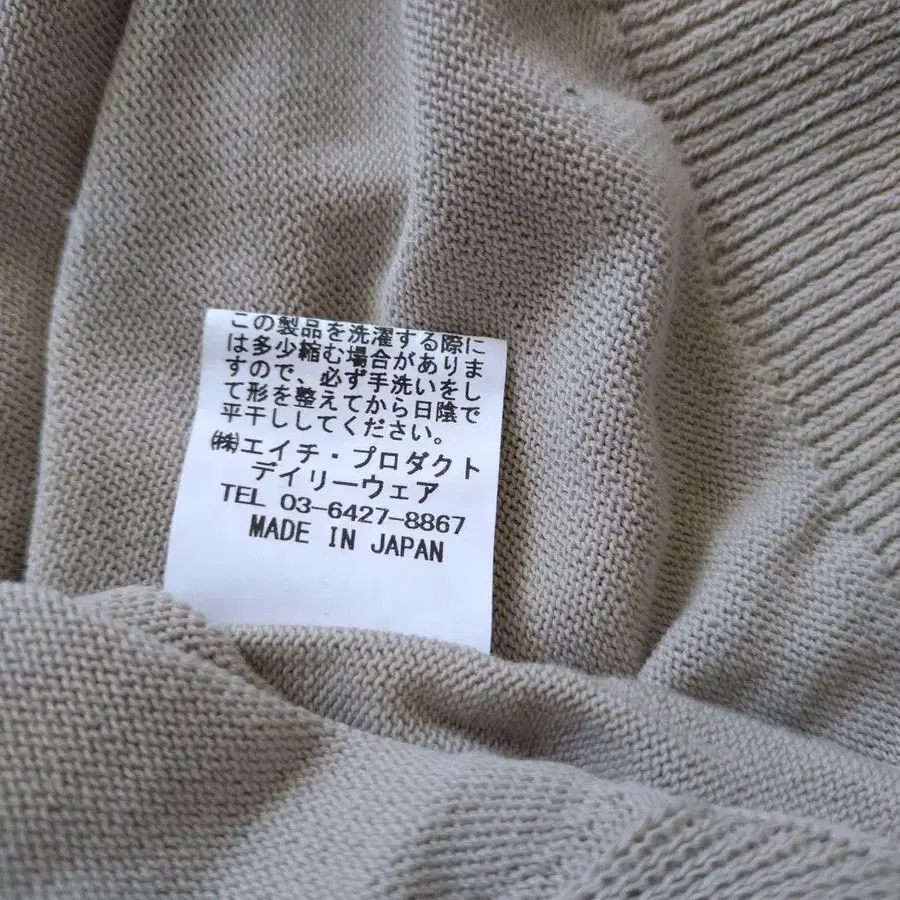 この製品を洗濯する際に
は多少縮む場合がありま
すので、必ず手洗いをし
て形を整えてから日陰で
平干ししてください。
㈱エイチ・プロダクト
デイリーウェア
TEL 03-6427-8867
MADE IN JAPAN